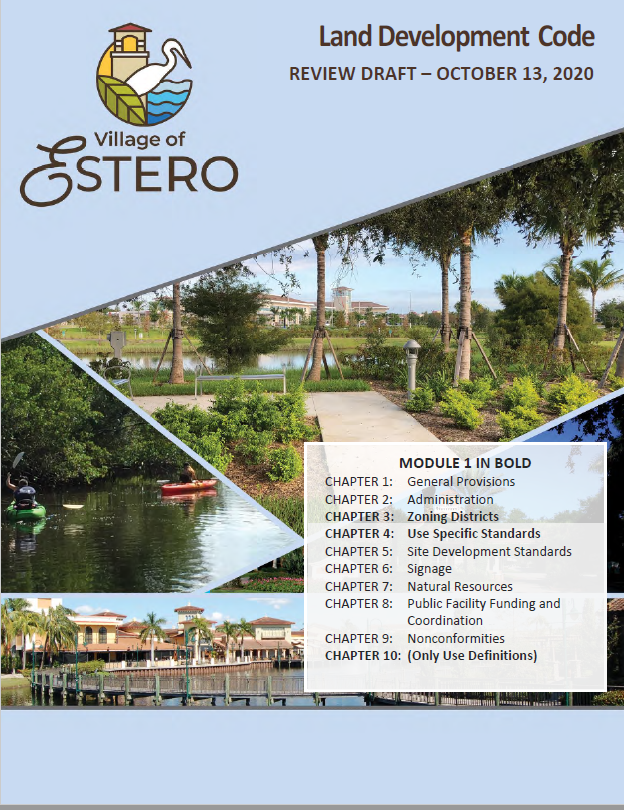 Land Development Code
REVIEW DRAFT – OCTOBER 13, 2020
Village of
ESTERO
MODULE 1 IN BOLD
CHAPTER 1: General Provisions
CHAPTER 2: Administration
CHAPTER 3: Zoning Districts
CHAPTER 4: Use Specific Standards
CHAPTER 5: Site Development Standards
CHAPTER 6: Signage
CHAPTER 7: Natural Resources
CHAPTER 8: Public Facility Funding and
Coordination
CHAPTER 9: Nonconformities
CHAPTER 10: (Only Use Definitions)